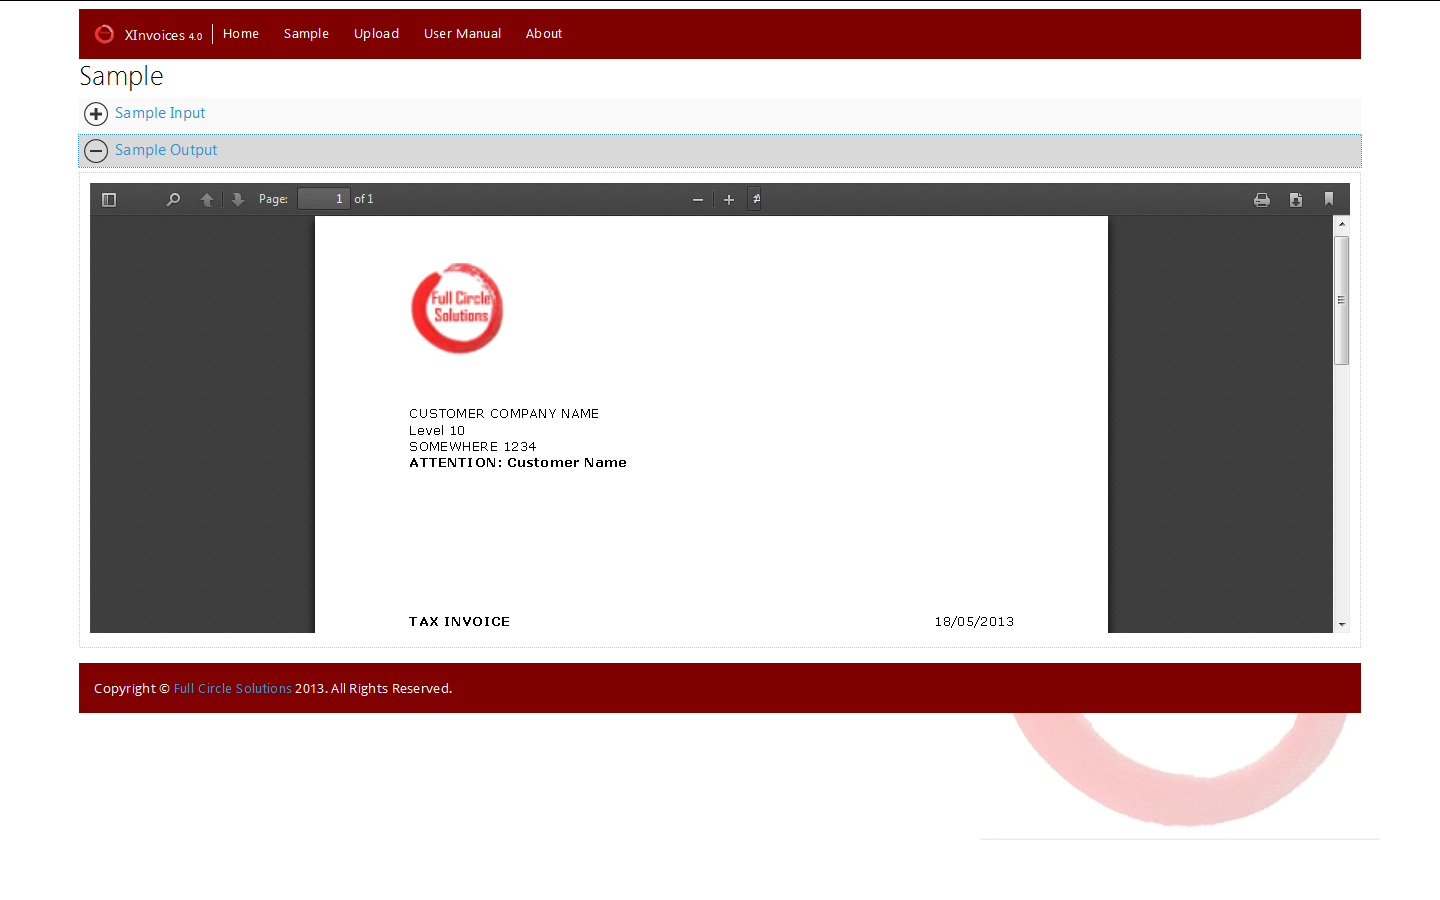 XInvoices 4.0 Home Sample Upload User Manual About
Sample
Sample Input
Sample Output
Page: 1 of 1
Full Circle
Solutions
CUSTOMER COMPANY NAME
Level 10
SOMEWHERE 1234
ATTENTION: Customer Name
TAX INVOICE 18/05/2013
Copyright © Full Circle Solutions 2013. All Rights Reserved.